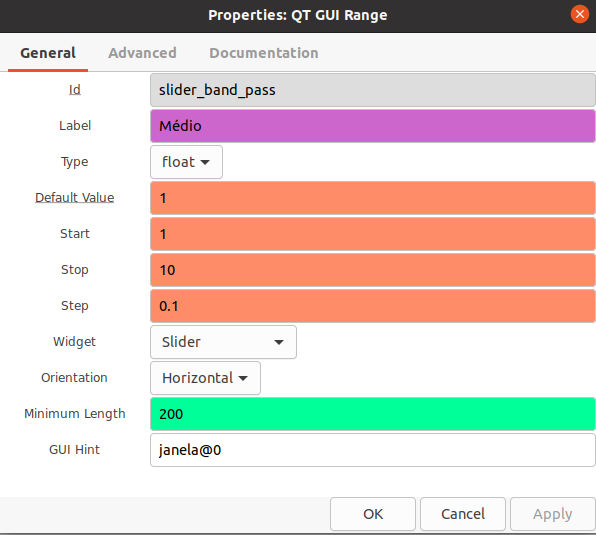 Properties: QT GUI Range
General Advanced Documentation
Id slider_band_pass
Label Médio
Type float
Default Value 1
Start 1
Stop 10
Step 0.1
Widget Slider
Orientation Horizontal
Minimum Length 200
GUI Hint janela@0
OK Cancel Apply